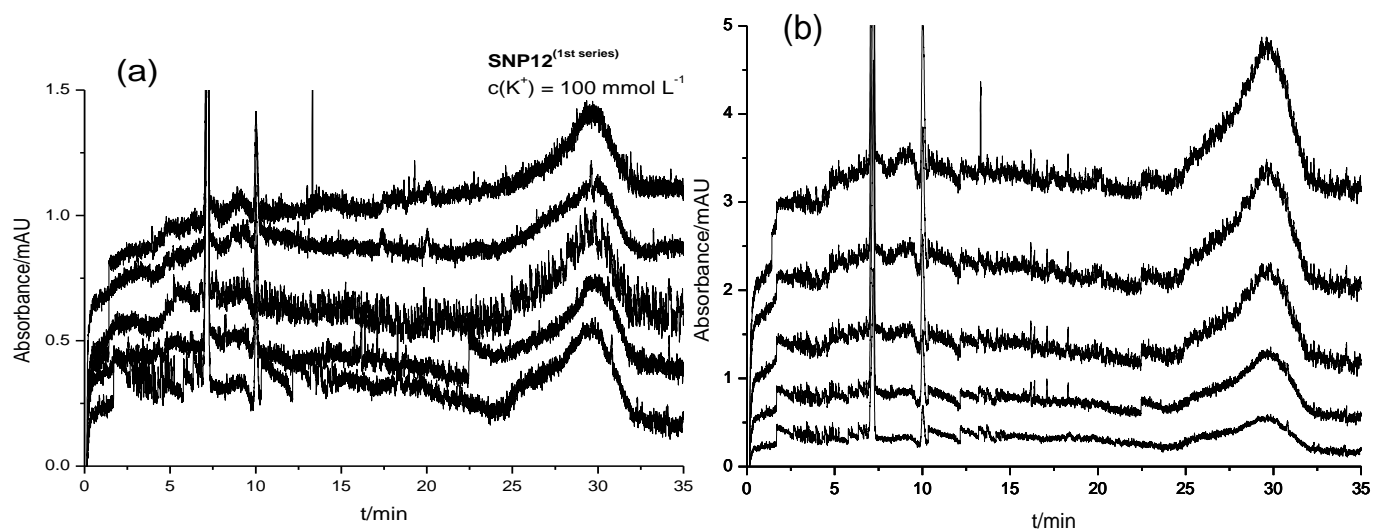 (a)
SNP12(1st series)
c(K+) = 100 mmol L-1
1.5
1.0
0.5
0.0
Absorbance/mAU
0 5 10 15 20 25 30 35
t/min
(b)
5
4
3
2
1
0
Absorbance/mAU
0 5 10 15 20 25 30 35
t/min